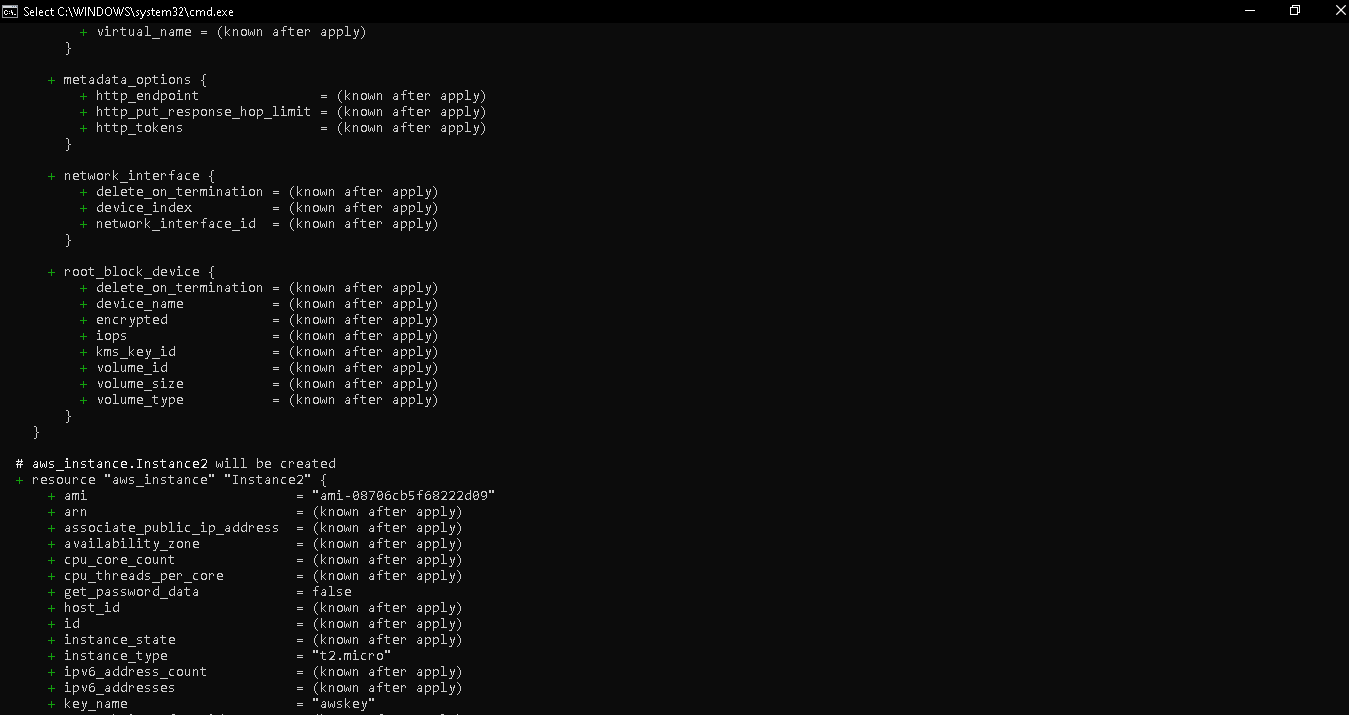 Select C:\WINDOWS\system32\cmd.exe
+ virtual_name = (known after apply)
}
+ metadata_options {
+ http_endpoint = (known after apply)
+ http_put_response_hop_limit = (known after apply)
+ http_tokens = (known after apply)
}
+ network_interface {
+ delete_on_termination = (known after apply)
+ device_index = (known after apply)
+ network_interface_id = (known after apply)
}
+ root_block_device {
+ delete_on_termination = (known after apply)
+ device_name = (known after apply)
+ encrypted = (known after apply)
+ iops = (known after apply)
+ kms_key_id = (known after apply)
+ volume_id = (known after apply)
+ volume_size = (known after apply)
+ volume_type = (known after apply)
}
}
# aws_instance.Instance2 will be created
+ resource "aws_instance" "Instance2" {
+ ami = "ami-08706cb5f68222d09"
+ arn = (known after apply)
+ associate_public_ip_address = (known after apply)
+ availability_zone = (known after apply)
+ cpu_core_count = (known after apply)
+ cpu_threads_per_core = (known after apply)
+ get_password_data = false
+ host_id = (known after apply)
+ id = (known after apply)
+ instance_state = (known after apply)
+ instance_type = "t2.micro"
+ ipv6_address_count = (known after apply)
+ ipv6_addresses = (known after apply)
+ key_name = "awskey"